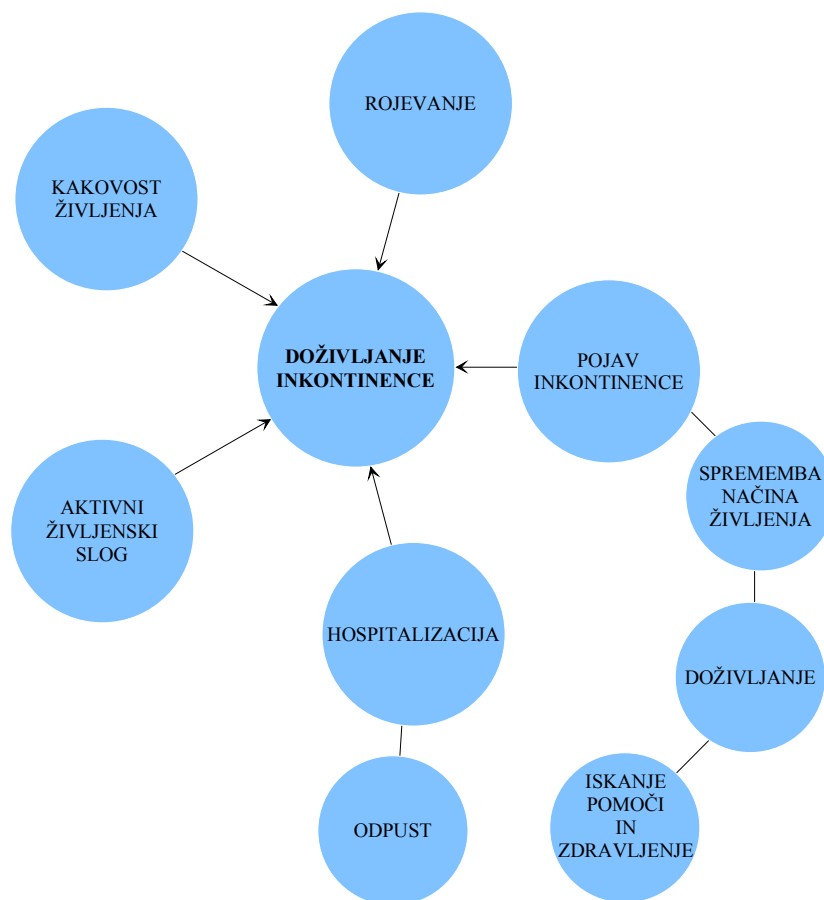 ROJEVANJE
KAKOVOST
ŽIVLJENJA
DOŽIVLJANJE
INKONTINENCE
POJAV
INKONTINENCE
SPREMEMBA
NAČINA
ŽIVLJENJA
AKTIVNI
ŽIVLJENSKI
SLOG
HOSPITALIZACIJA
DOŽIVLJANJE
ISKANJE
POMOČI
IN
ZDRAVLJENJE
ODPUST